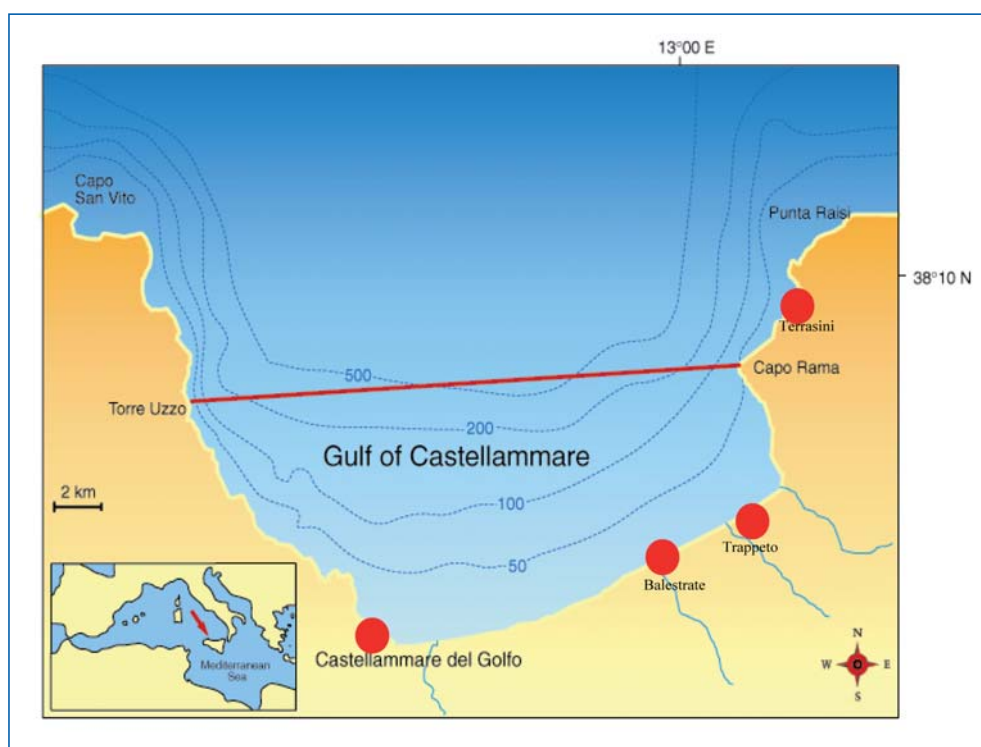 13°00 E
Capo
San Vito
Punta Raisi
38°10 N
Terrasini
500
Capo Rama
Torre Uzzo
200
Gulf of Castellammare
2 km
100
50
Trappeto
Balestrate
Castellammare del Golfo
Mediterranean
Sea
N
W
E
S